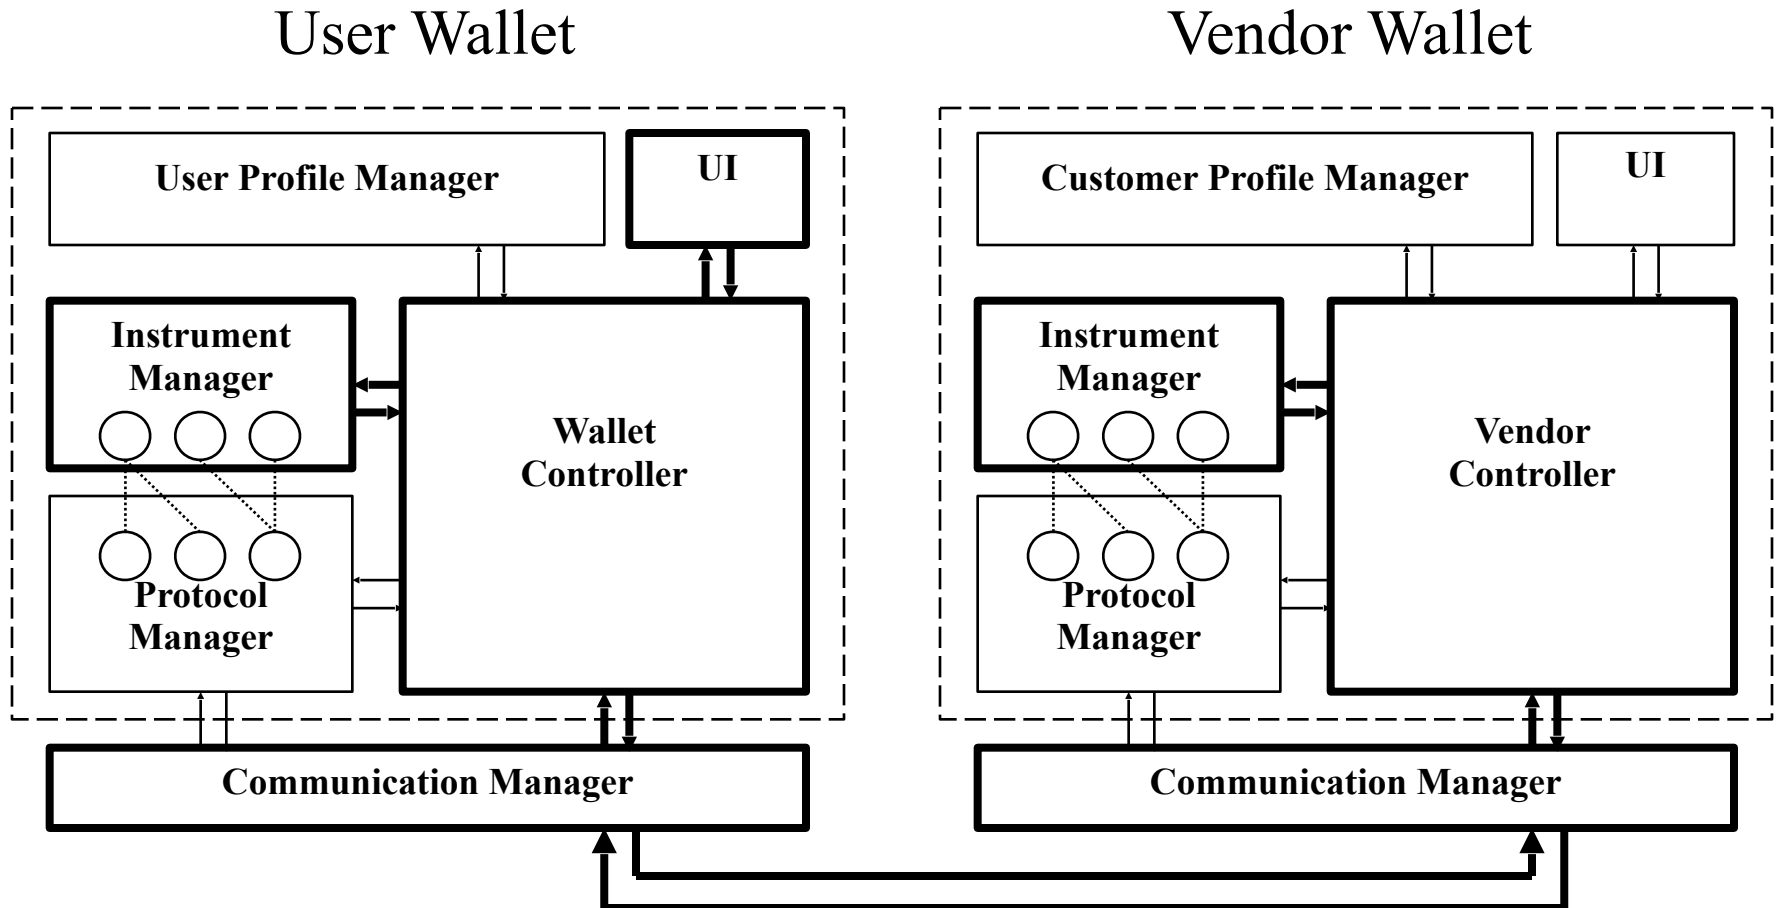 User Wallet
Vendor Wallet
User Profile Manager
UI
Instrument
Manager
Wallet
Controller
Protocol
Manager
Communication Manager
Customer Profile Manager
UI
Instrument
Manager
Vendor
Controller
Protocol
Manager
Communication Manager